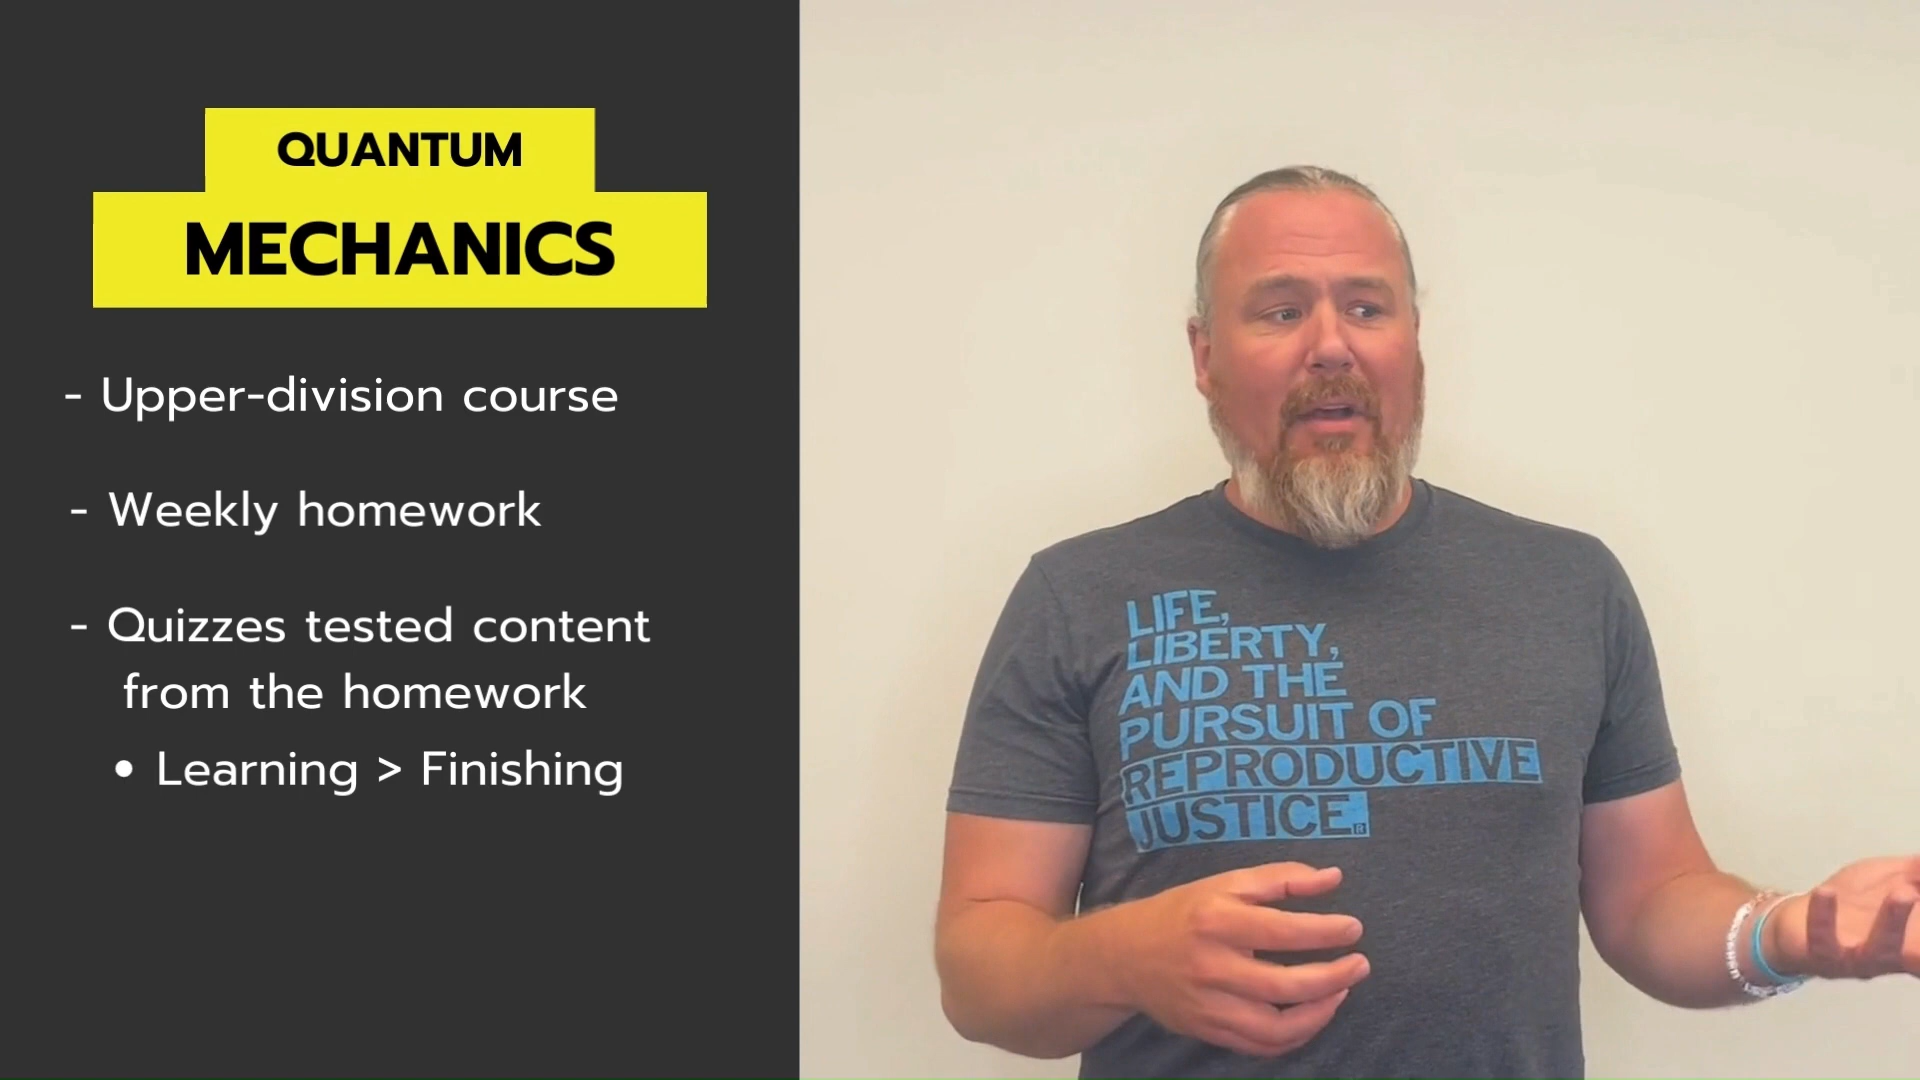 QUANTUM
MECHANICS
- Upper-division course
- Weekly homework
- Quizzes tested content
from the homework
• Learning > Finishing
LIFE,
LIBERTY,
AND THE
PURSUIT OF
REPRODUCTIVE
JUSTICE.